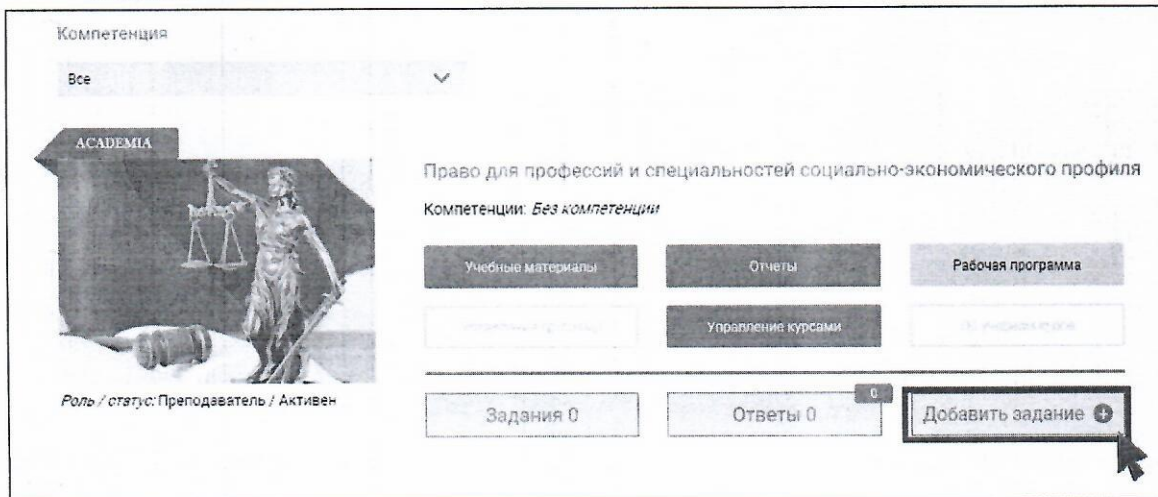 Компетенция
Все
ACADEMIA
Право для профессий и специальностей социально-экономического профиля
Компетенции: Без компетенции
Учебные материалы
Отчеты
Рабочая программа
Управление курсами
Роль / статус: Преподаватель / Активен
Задания 0
Ответы 0
0
Добавить задание